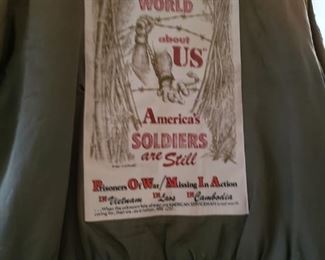 WORLD
about
US"
America's
SOLDIERS
are Still
Prisoners Of War/Missing In Action
IN Vietnam IN Laos IN Cambodia